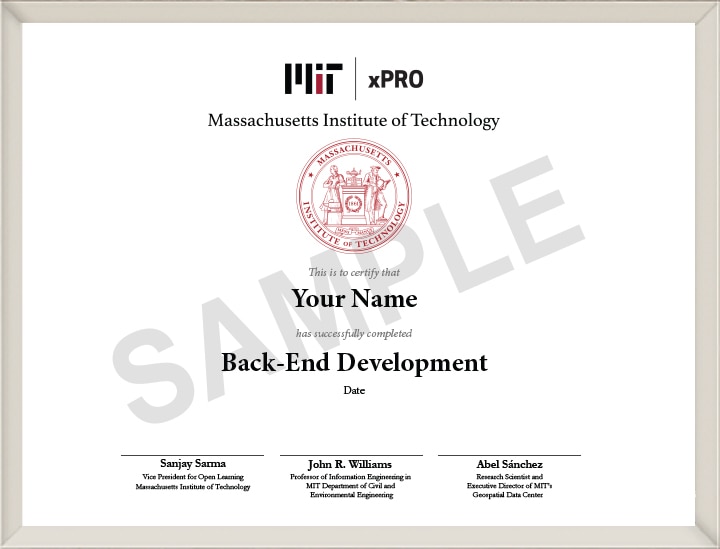 MIT xPRO
Massachusetts Institute of Technology
MASSACHUSETTS
INSTITUTE OF TECHNOLOGY
1861
SAMPLE
This is to certify that
Your Name
has successfully completed
Back-End Development
Date
Sanjay Sarma
Vice President for Open Learning
Massachusetts Institute of Technology
John R. Williams
Professor of Information Engineering in
MIT Department of Civil and
Environmental Engineering
Abel Sánchez
Research Scientist and
Executive Director of MIT's
Geospatial Data Center